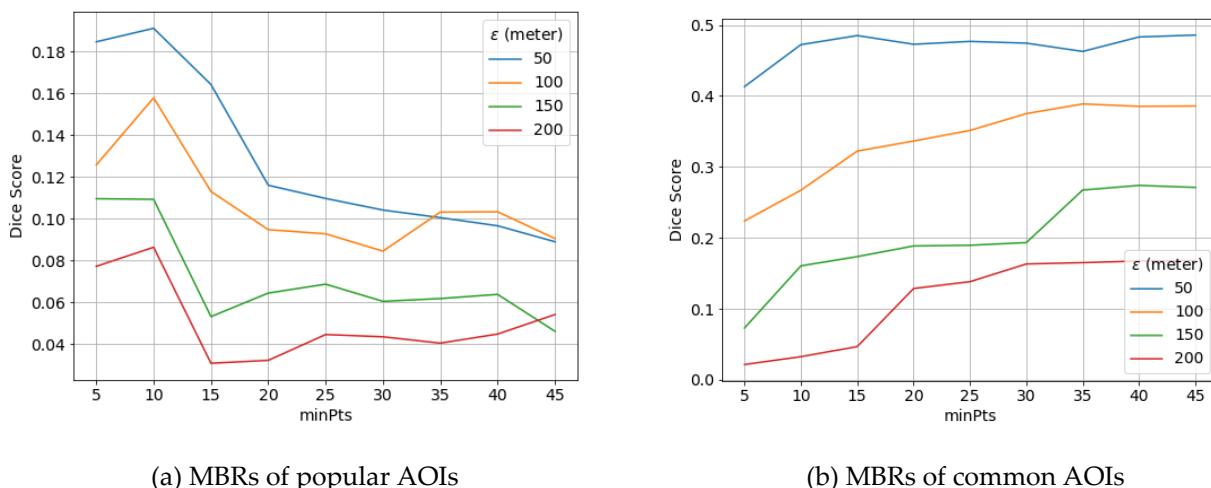 0.18
0.16
0.14
0.12
0.10
0.08
0.06
0.04
Dice Score
ε (meter)
50
100
150
200
5 10 15 20 25 30 35 40 45
minPts
(a) MBRs of popular AOIs
0.5
0.4
0.3
0.2
0.1
0.0
Dice Score
ε (meter)
50
100
150
200
5 10 15 20 25 30 35 40 45
minPts
(b) MBRs of common AOIs